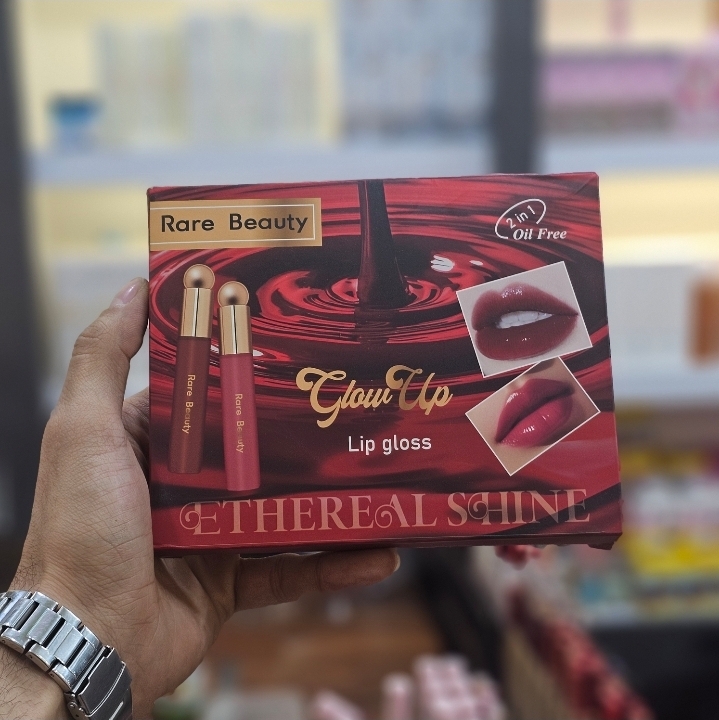 Rare Beauty
2 in 1
Oil Free
Rare Beauty
Rare Beauty
Glow Up
Lip gloss
ETHEREAL SHINE